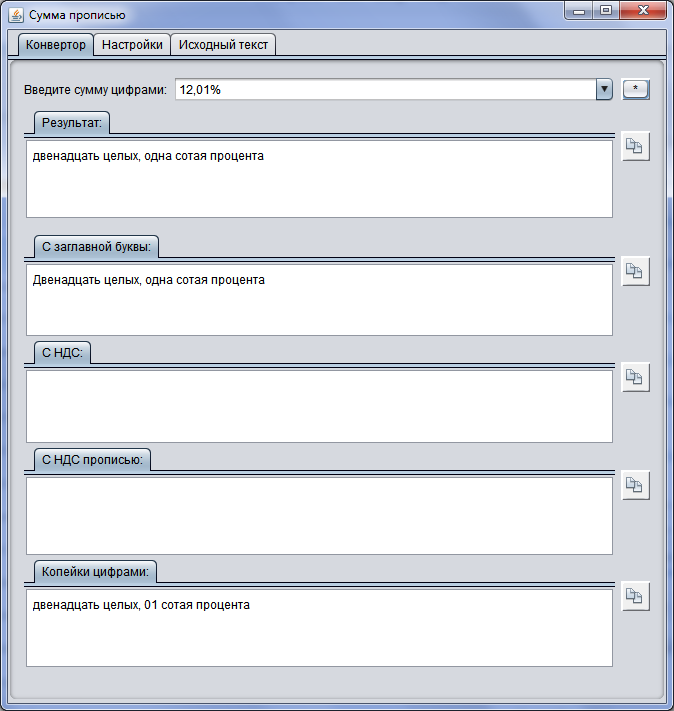 Сумма прописью
Конвертор Настройки Исходный текст
Введите сумму цифрами: 12,01% *
Результат:
двенадцать целых, одна сотая процента
С заглавной буквы:
Двенадцать целых, одна сотая процента
С НДС:
С НДС прописью:
Копейки цифрами:
двенадцать целых, 01 сотая процента